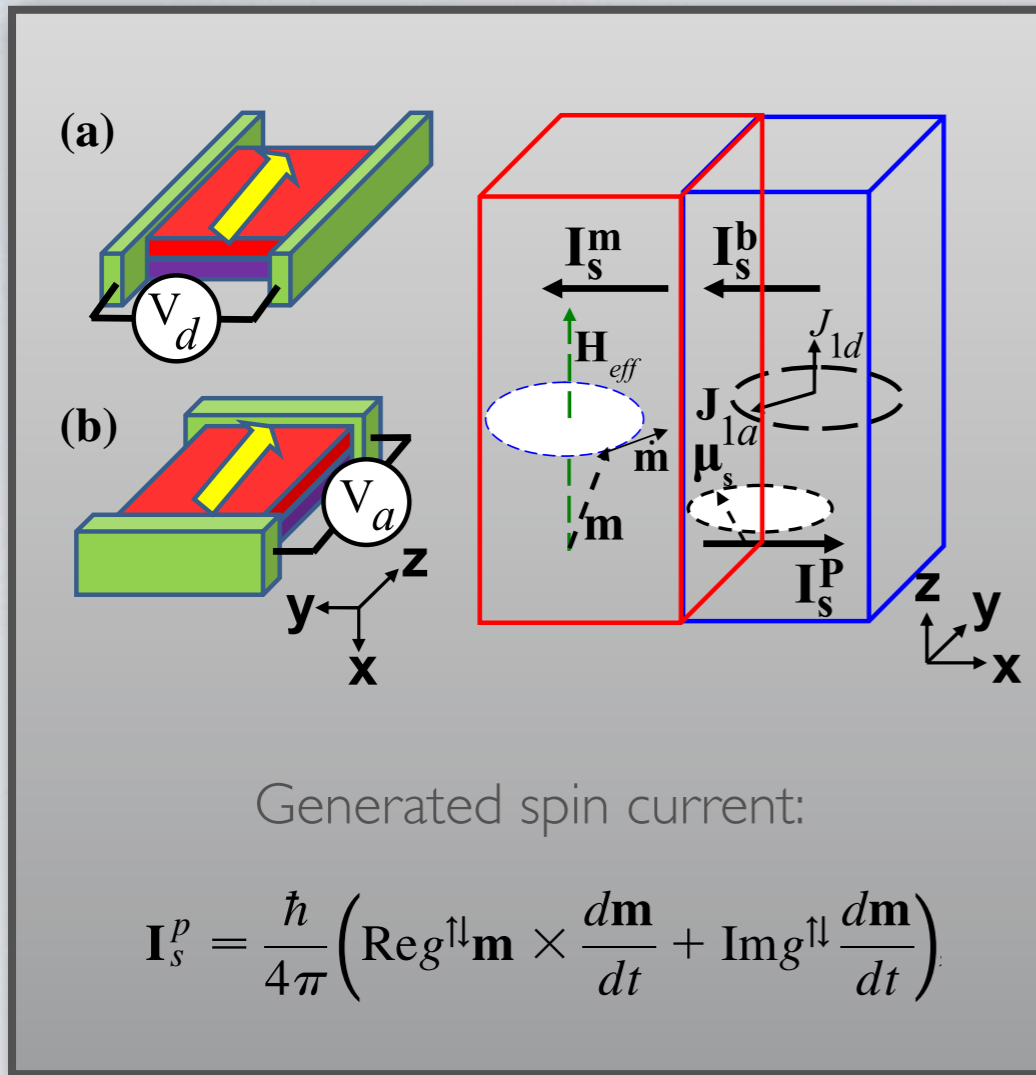 (a)
V_d
(b)
V_a
z
y
x
I_s^m
I_s^b
H_eff
J_1d
J_1a
ṁ
μ_s
m
I_s^P
z
y
x
Generated spin current:
I_s^p = ħ/4π (Re g^↑↓ m × dm/dt + Im g^↑↓ dm/dt)